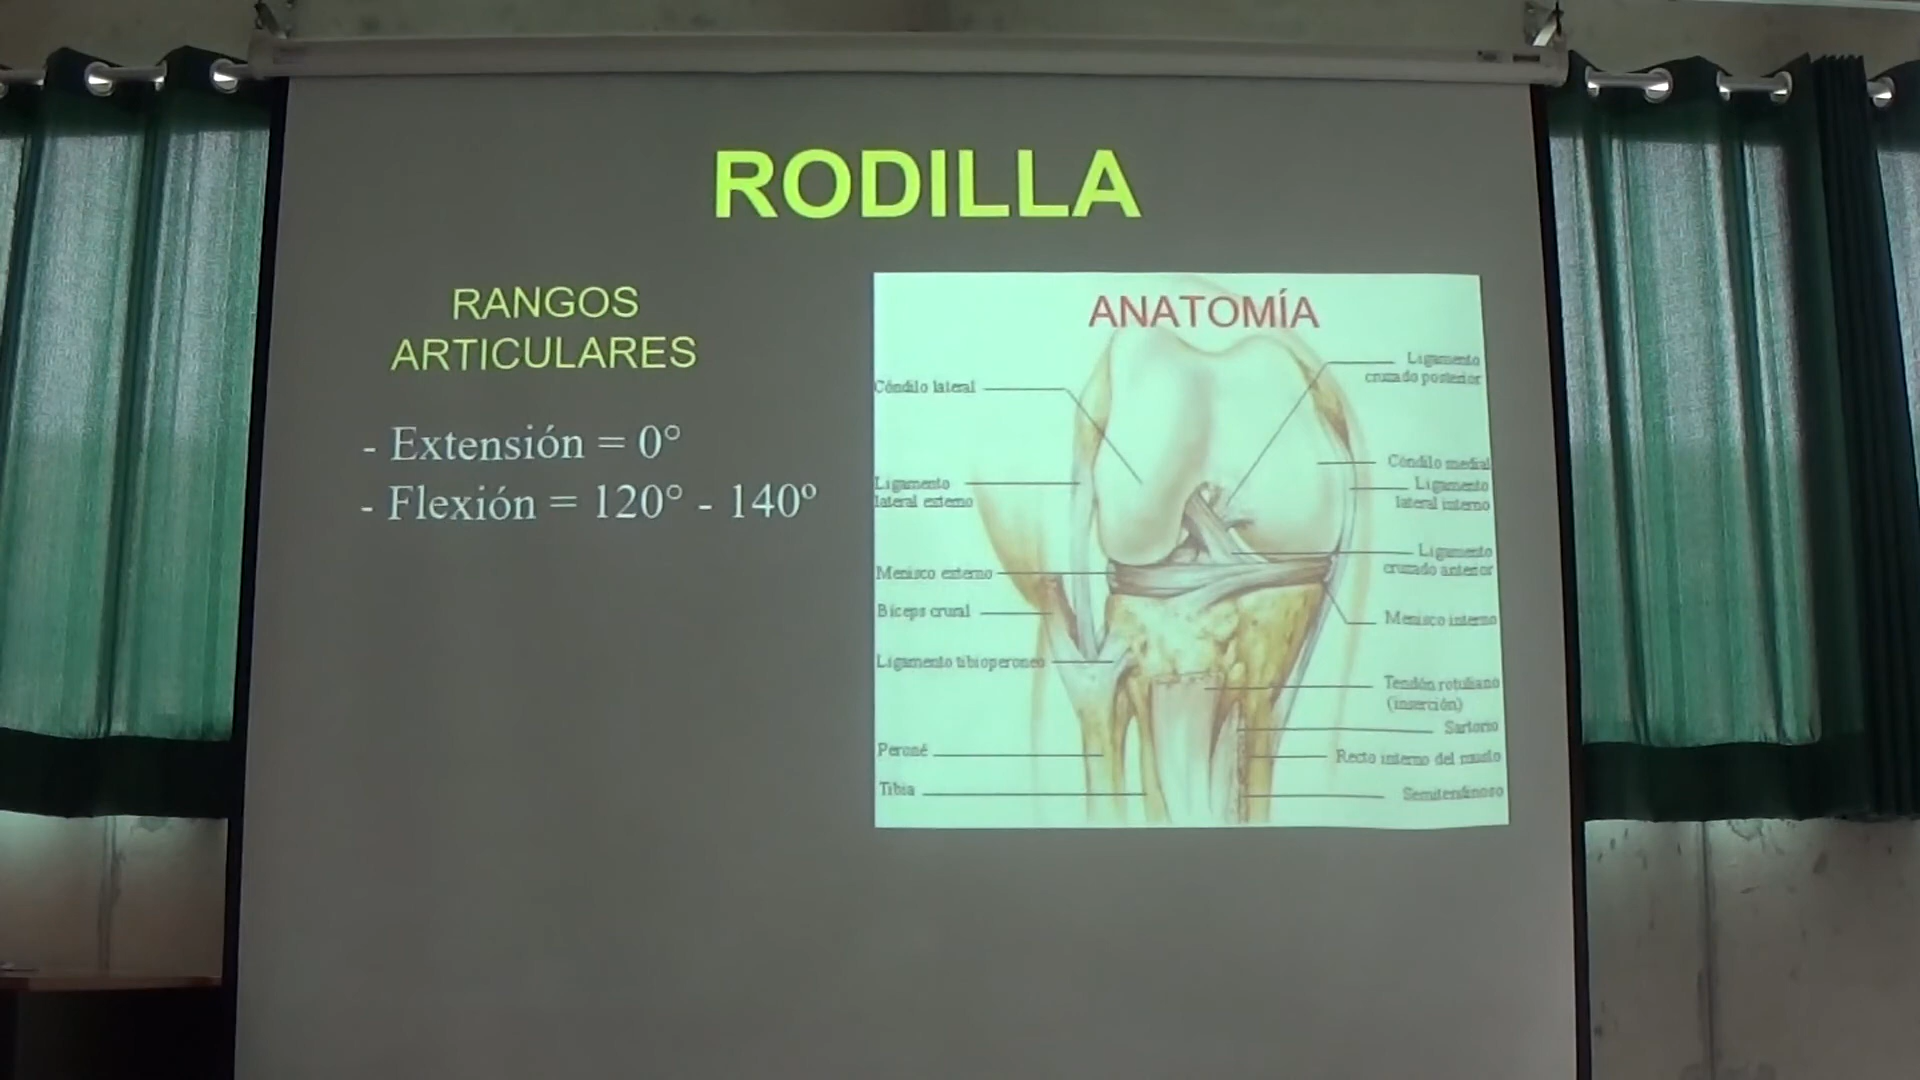 RODILLA
RANGOS
ARTICULARES
- Extensión = 0°
- Flexión = 120° - 140º
ANATOMÍA
Cóndilo lateral
Ligamento
lateral externo
Menisco externo
Bíceps crural
Ligamento tibioperoneo
Peroné
Tibia
Ligamento
cruzado posterior
Cóndilo medial
Ligamento
lateral interno
Ligamento
cruzado anterior
Menisco interno
Tendón rotuliano
(inserción)
Sartorio
Recto interno del muslo
Semitendinoso